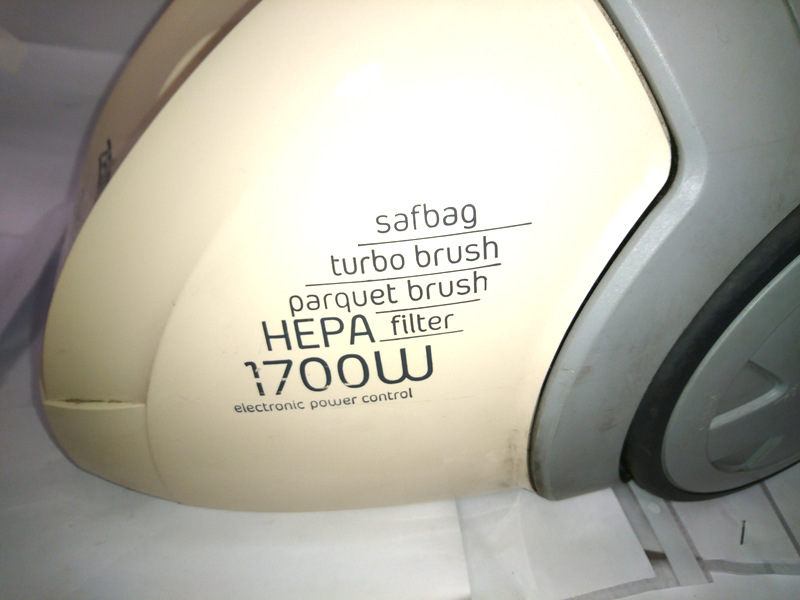 safbag
turbo brush
parquet brush
HEPA filter
1700W
electronic power control